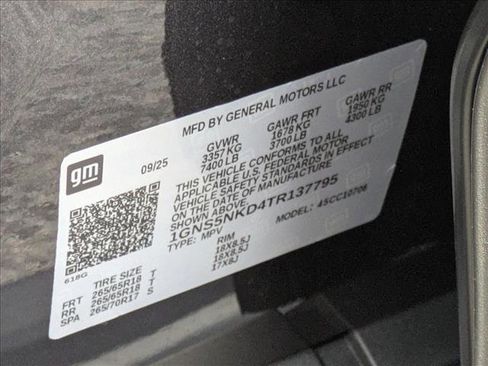 MFD BY GENERAL MOTORS LLC
gm
09/25
GVWR GAWR FRT GAWR RR
3357 KG 1678 KG 1950 KG
7400 LB 3700 LB 4300 LB
THIS VEHICLE CONFORMS TO ALL
APPLICABLE U.S. FEDERAL MOTOR
VEHICLE SAFETY STANDARDS IN EFFECT
ON THE DATE OF MANUFACTURE
SHOWN ABOVE.
1GNS5NKD4TR137795
TYPE: MPV MODEL: 4SCC10706
618G
TIRE SIZE RIM
FRT 265/65R18 T 18X8.5J
RR 265/65R18 T 18X8.5J
SPA 265/70R17 S 17X8J